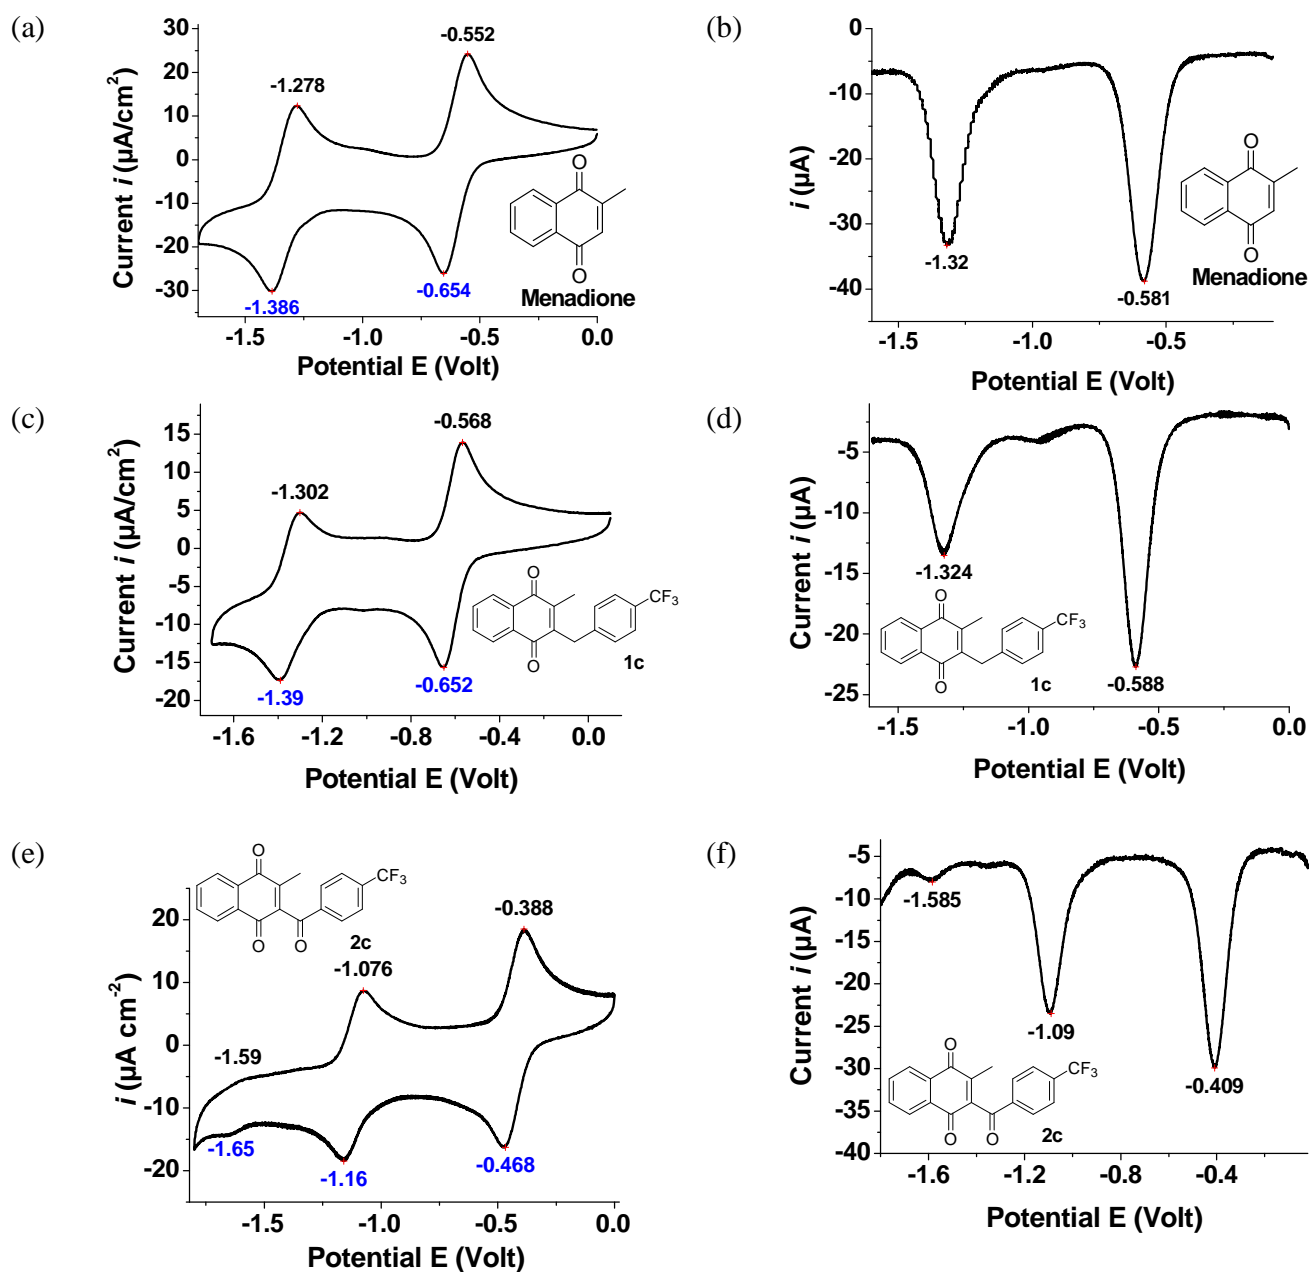 (a)
30
20
10
0
-10
-20
-30
Current i (µA/cm²)
-0.552
-1.278
-1.386
-0.654
O
O
Menadione
-1.5
-1.0
-0.5
0.0
Potential E (Volt)
(b)
0
-10
-20
-30
-40
i (µA)
-1.32
-0.581
O
O
Menadione
-1.5
-1.0
-0.5
Potential E (Volt)
(c)
15
10
5
0
-5
-10
-15
-20
Current i (µA/cm²)
-0.568
-1.302
-1.39
-0.652
O
O
CF3
1c
-1.6
-1.2
-0.8
-0.4
0.0
Potential E (Volt)
(d)
-5
-10
-15
-20
-25
Current i (µA)
-1.324
-0.588
O
O
CF3
1c
-1.5
-1.0
-0.5
0.0
Potential E (Volt)
(e)
O
O
O
CF3
2c
20
10
0
-10
-20
i (µA cm-2)
-0.388
-1.076
-1.59
-1.65
-1.16
-0.468
-1.5
-1.0
-0.5
0.0
Potential E (Volt)
(f)
-5
-10
-15
-20
-25
-30
-35
-40
Current i (µA)
-1.585
-1.09
-0.409
O
O
O
CF3
2c
-1.6
-1.2
-0.8
-0.4
Potential E (Volt)